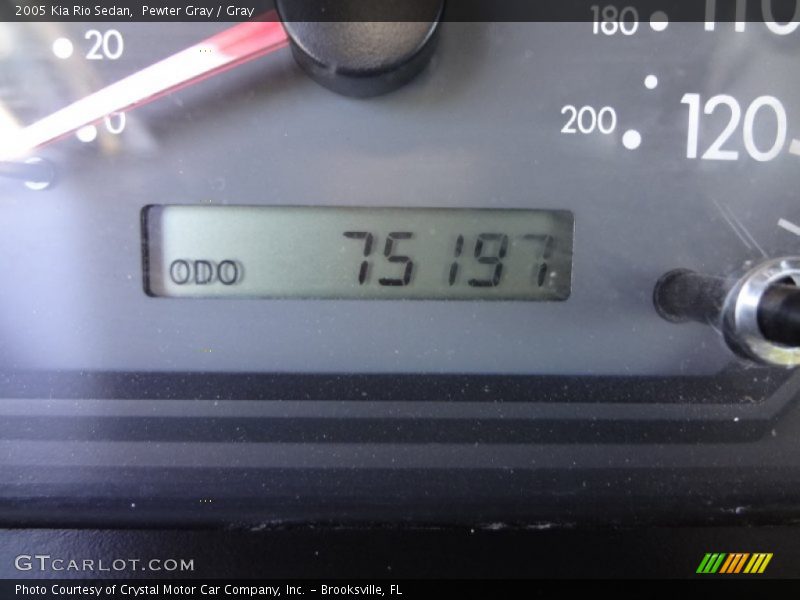 2005 Kia Rio Sedan,  Pewter Gray / Gray
20
0
180
110
200
120
ODO 75197
GTCARLOT.COM
Photo Courtesy of Crystal Motor Car Company, Inc. - Brooksville, FL